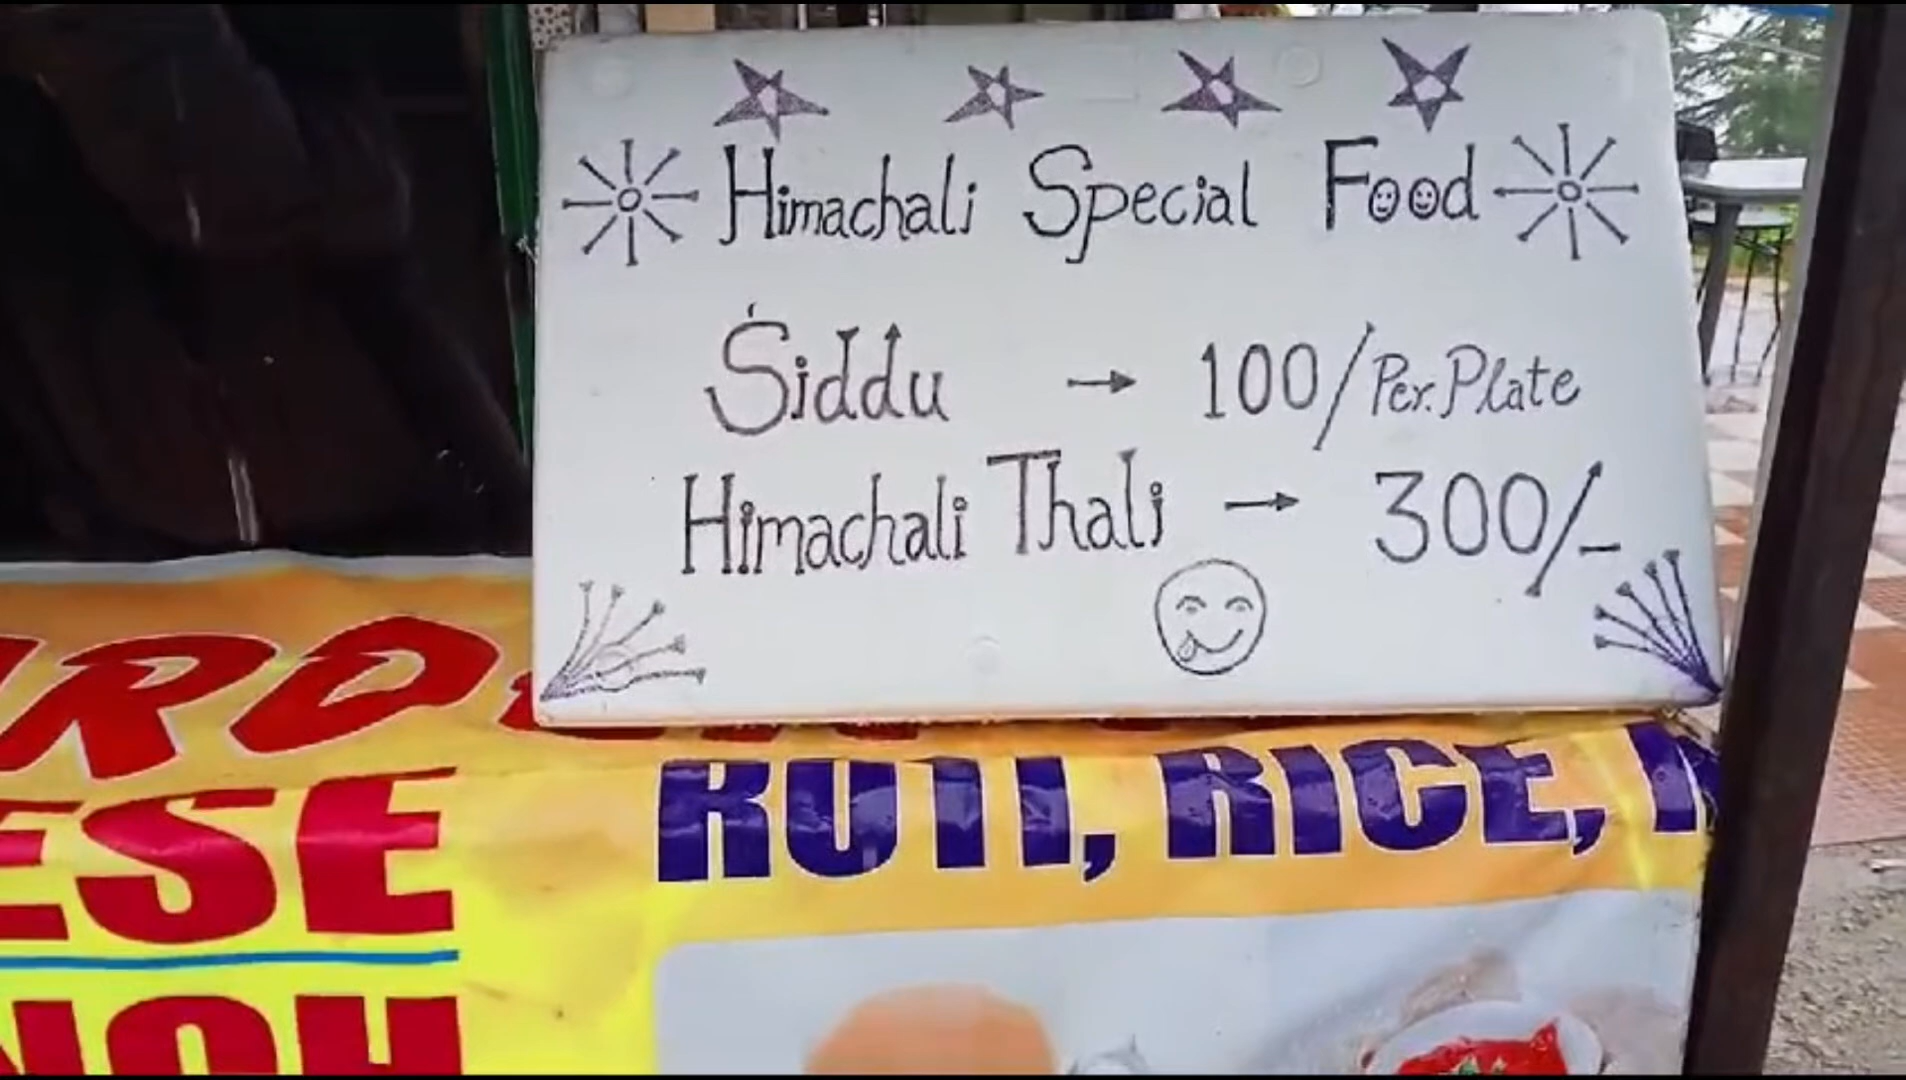 Himachali Special Food
Siddu → 100/Per.Plate
Himachali Thali → 300/-
ESE
ROTI, RICE,